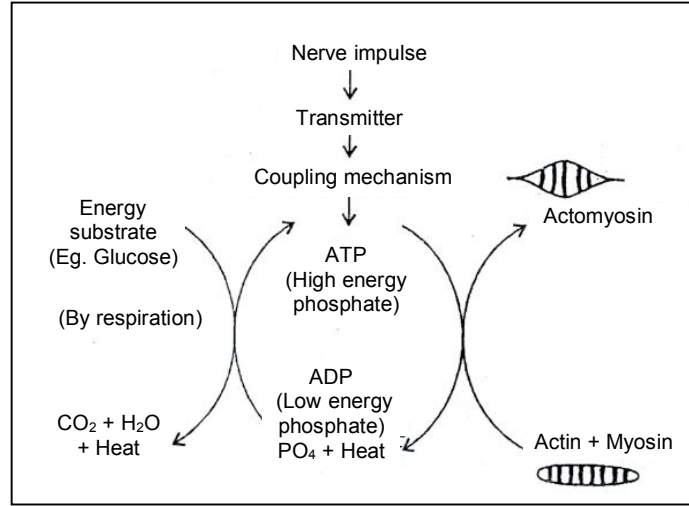 Nerve impulse
Transmitter
Coupling mechanism
Actomyosin
Energy
substrate
(Eg. Glucose)
ATP
(High energy
phosphate)
(By respiration)
ADP
(Low energy
phosphate)
PO₄ + Heat
CO₂ + H₂O
+ Heat
Actin + Myosin